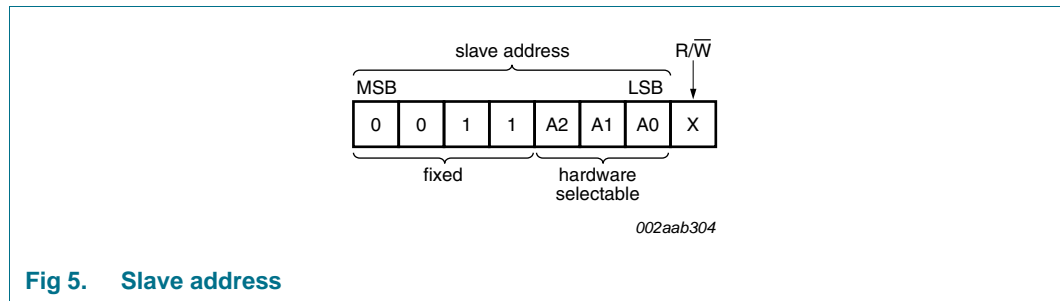 slave address R/W̅
MSB LSB
0 0 1 1 A2 A1 A0 X
fixed hardware
selectable
002aab304
Fig 5. Slave address